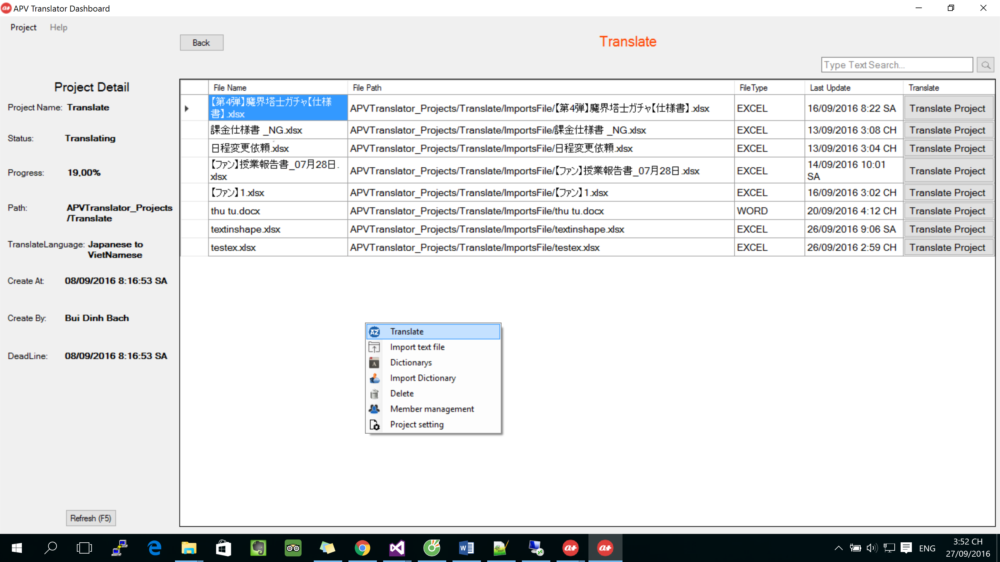 APV Translator Dashboard
Project Help
Back
Translate
Type Text Search...
Project Detail
Project Name: Translate
Status: Translating
Progress: 19.00%
Path: APVTranslator_Projects
/Translate
TranslateLanguage: Japanese to
VietNamese
Create At: 08/09/2016 8:16:53 SA
Create By: Bui Dinh Bach
DeadLine: 08/09/2016 8:16:53 SA
Refresh (F5)
File Name File Path FileType Last Update Translate
【第4弾】魔界塔士ガチャ【仕様
書】.xlsx
APVTranslator_Projects/Translate/ImportsFile/【第4弾】魔界塔士ガチャ【仕様書】.xlsx EXCEL 16/09/2016 8:22 SA Translate Project
課金仕様書 _NG.xlsx APVTranslator_Projects/Translate/ImportsFile/課金仕様書 _NG.xlsx EXCEL 13/09/2016 3:08 CH Translate Project
日程変更依頼.xlsx APVTranslator_Projects/Translate/ImportsFile/日程変更依頼.xlsx EXCEL 13/09/2016 3:04 CH Translate Project
【ファン】授業報告書_07月28日.
xlsx
APVTranslator_Projects/Translate/ImportsFile/【ファン】授業報告書_07月28日.xlsx EXCEL 14/09/2016 10:01
SA
Translate Project
【ファン】1.xlsx APVTranslator_Projects/Translate/ImportsFile/【ファン】1.xlsx EXCEL 16/09/2016 3:02 CH Translate Project
thu tu.docx APVTranslator_Projects/Translate/ImportsFile/thu tu.docx WORD 20/09/2016 4:12 CH Translate Project
textinshape.xlsx APVTranslator_Projects/Translate/ImportsFile/textinshape.xlsx EXCEL 26/09/2016 9:06 SA Translate Project
testex.xlsx APVTranslator_Projects/Translate/ImportsFile/testex.xlsx EXCEL 26/09/2016 2:59 CH Translate Project
Translate
Import text file
Dictionarys
Import Dictionary
Delete
Member management
Project setting
ENG
3:52 CH
27/09/2016